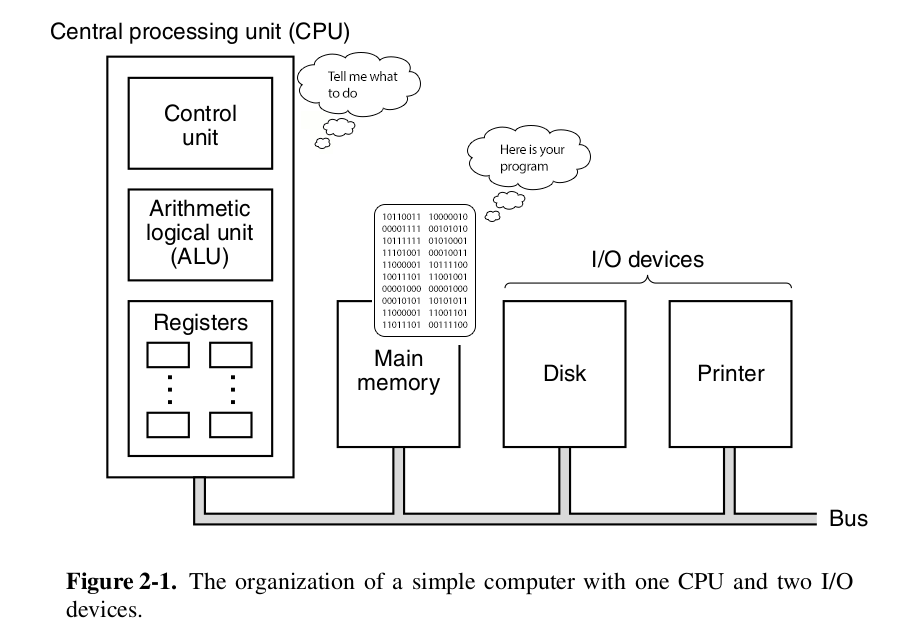 Central processing unit (CPU)
Control
unit
Arithmetic
logical unit
(ALU)
Registers
Tell me what
to do
Here is your
program
10110011 10000010
00001111 00101010
10111111 01010001
11101001 00010011
11000001 10111100
10011101 11001001
00001000 00001000
00010101 10101011
11000001 11001101
11011101 00111100
Main
memory
I/O devices
Disk
Printer
Bus
Figure 2-1. The organization of a simple computer with one CPU and two I/O
devices.